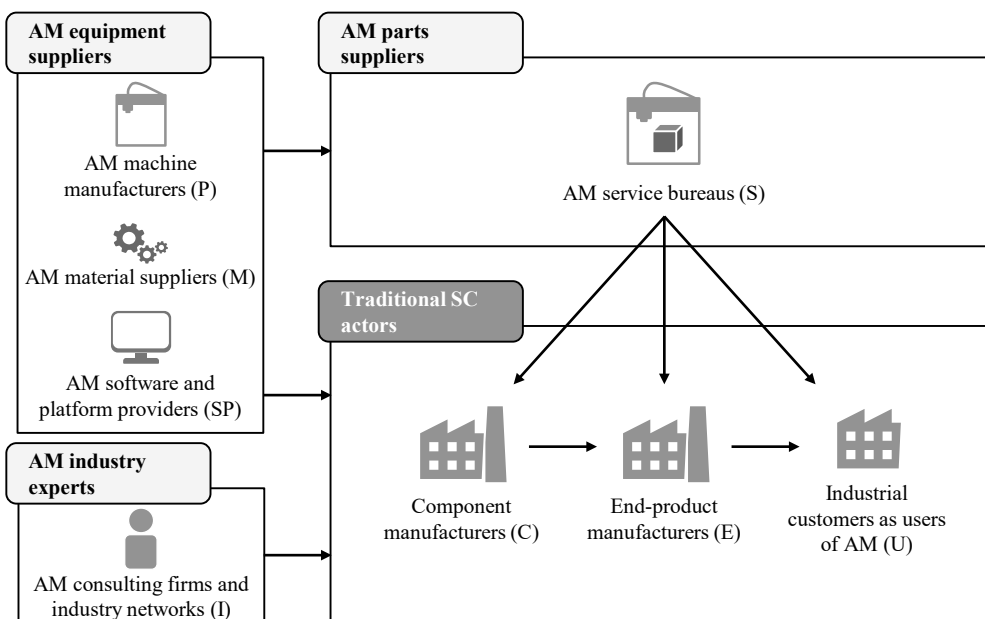 AM equipment
suppliers
AM machine
manufacturers (P)
AM material suppliers (M)
AM software and
platform providers (SP)
AM industry
experts
AM consulting firms and
industry networks (I)
AM parts
suppliers
AM service bureaus (S)
Traditional SC
actors
Component
manufacturers (C)
End-product
manufacturers (E)
Industrial
customers as users
of AM (U)